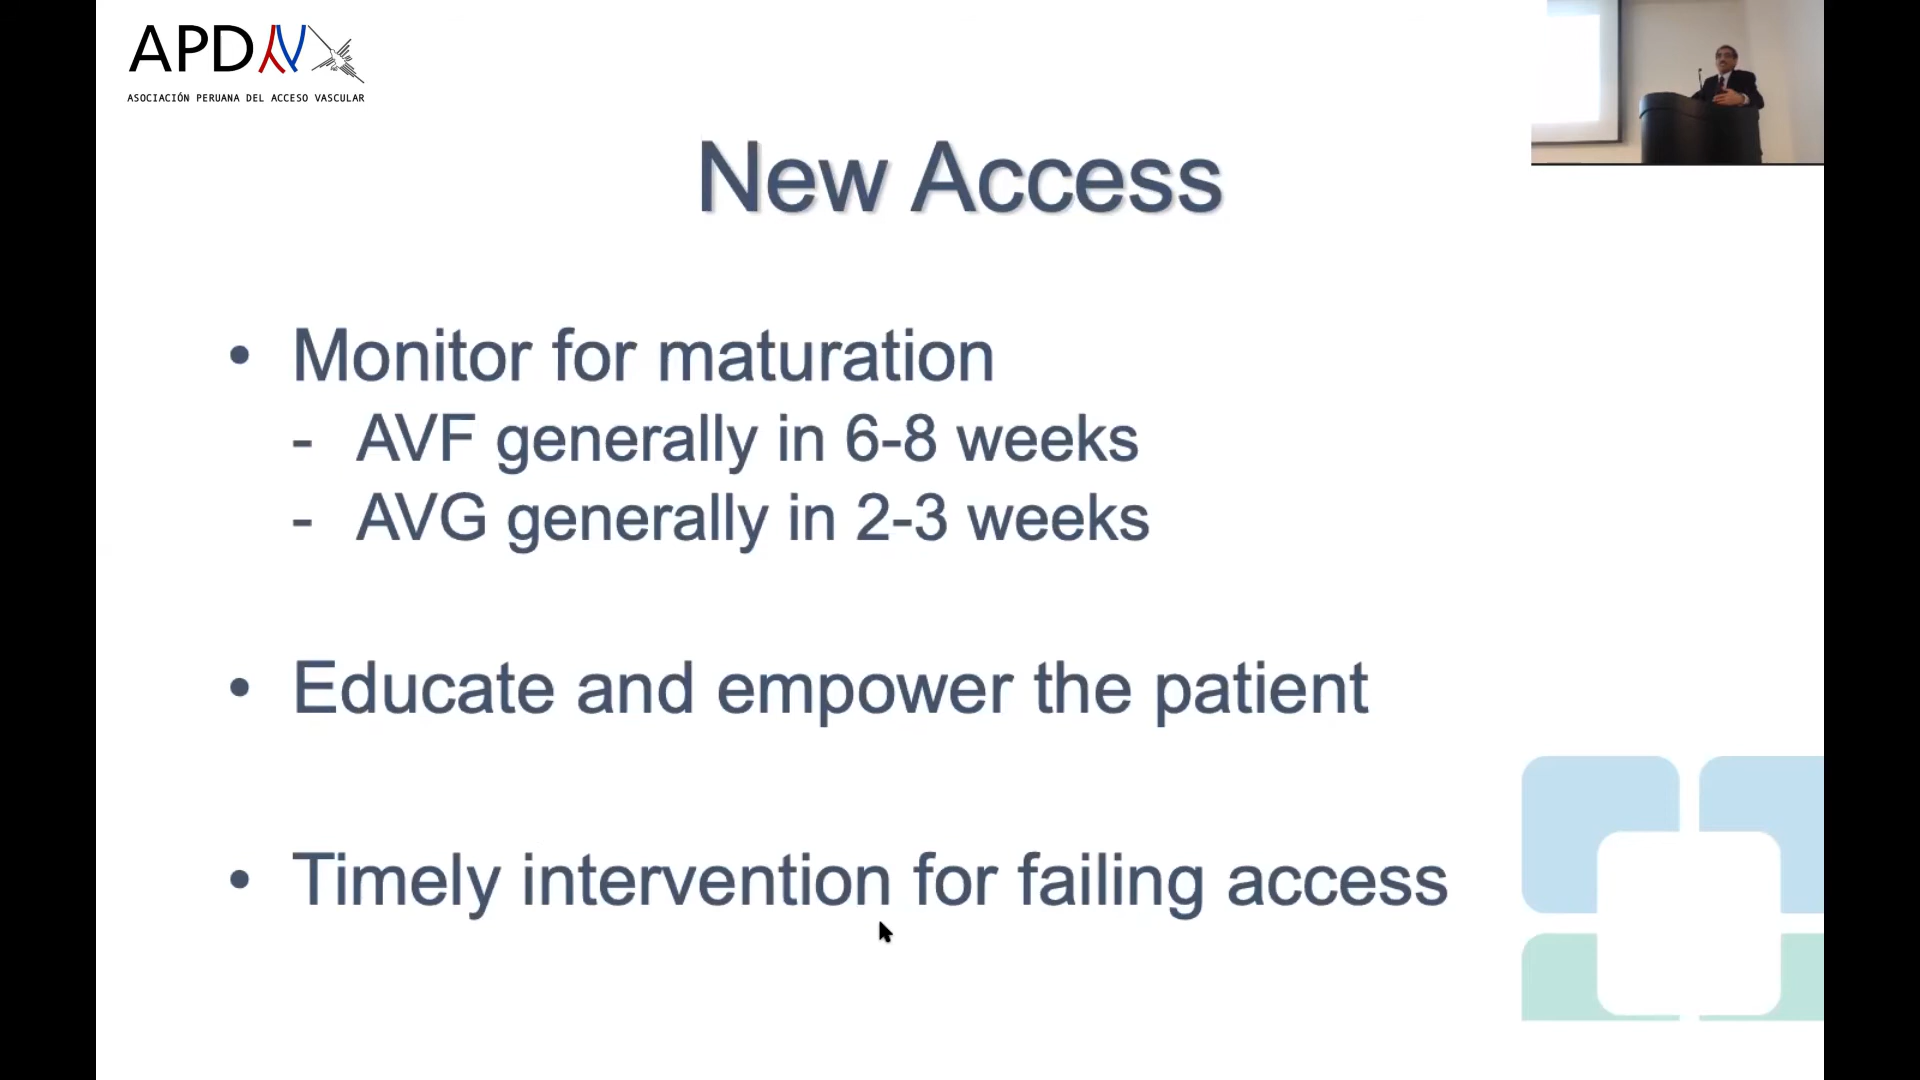 APDAV
ASOCIACIÓN PERUANA DEL ACCESO VASCULAR
New Access
• Monitor for maturation
- AVF generally in 6-8 weeks
- AVG generally in 2-3 weeks
• Educate and empower the patient
• Timely intervention for failing access